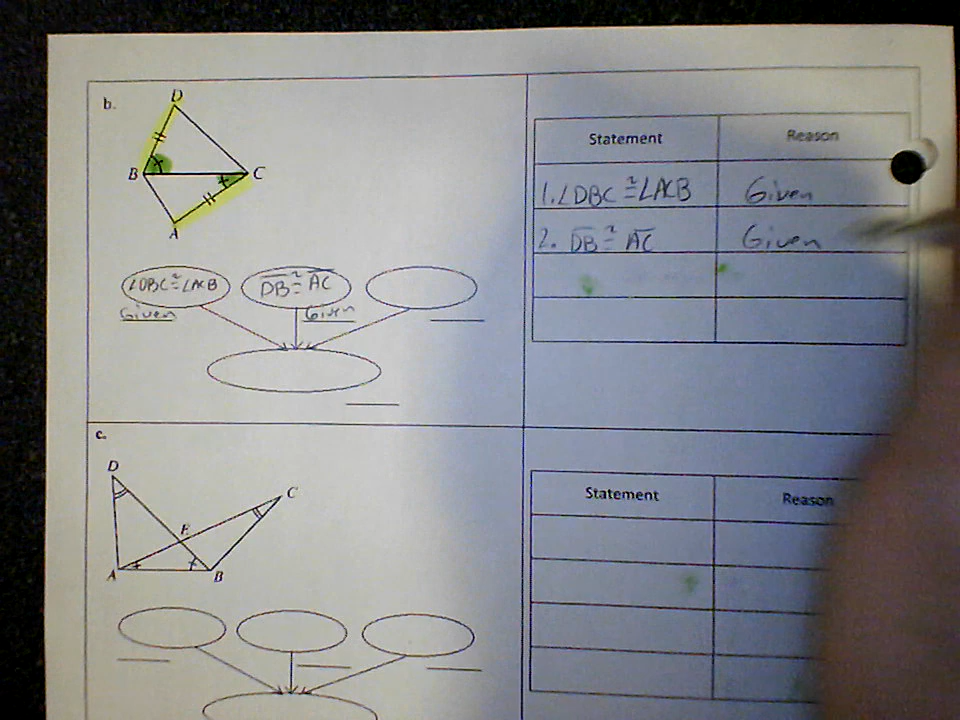 b.
D
B
C
A
∠DBC ≅ ∠ACB
Given
DB ≅ AC
Given
Statement Reason
1. ∠DBC ≅ ∠ACB Given
2. DB ≅ AC Given
c.
D
C
E
A
B
Statement Reason